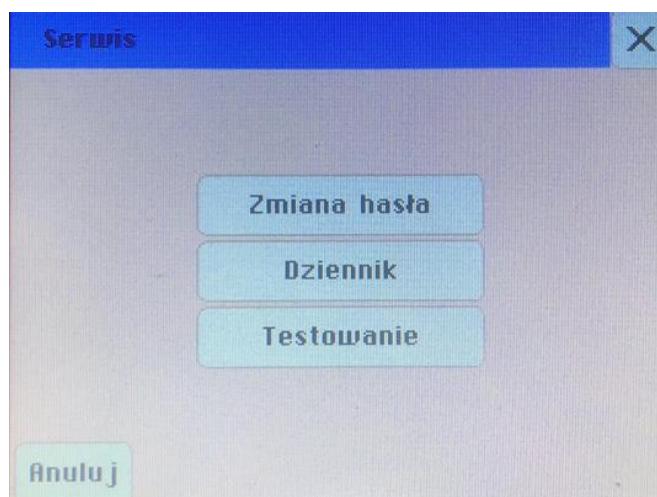 Serwis
X
Zmiana hasła
Dziennik
Testowanie
Anuluj